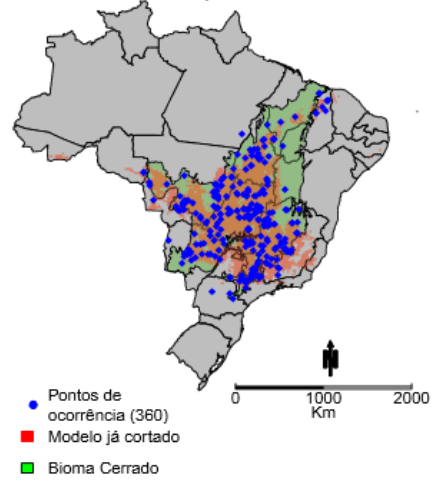 N
0 1000 2000
Km
Pontos de
ocorrência (360)
Modelo já cortado
Bioma Cerrado